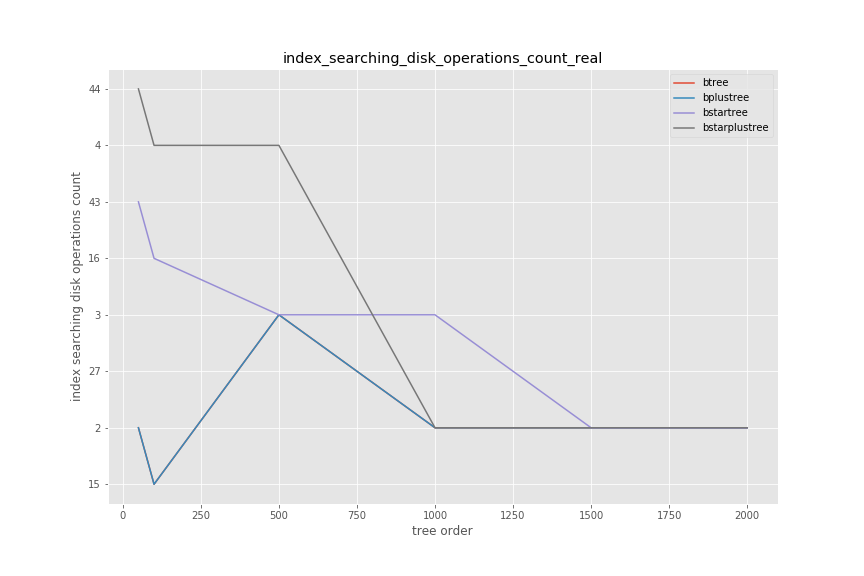 index_searching_disk_operations_count_real
btree
bplustree
bstartree
bstarplustree
index searching disk operations count
44
4
43
16
3
27
2
15
0
250
500
750
1000
1250
1500
1750
2000
tree order